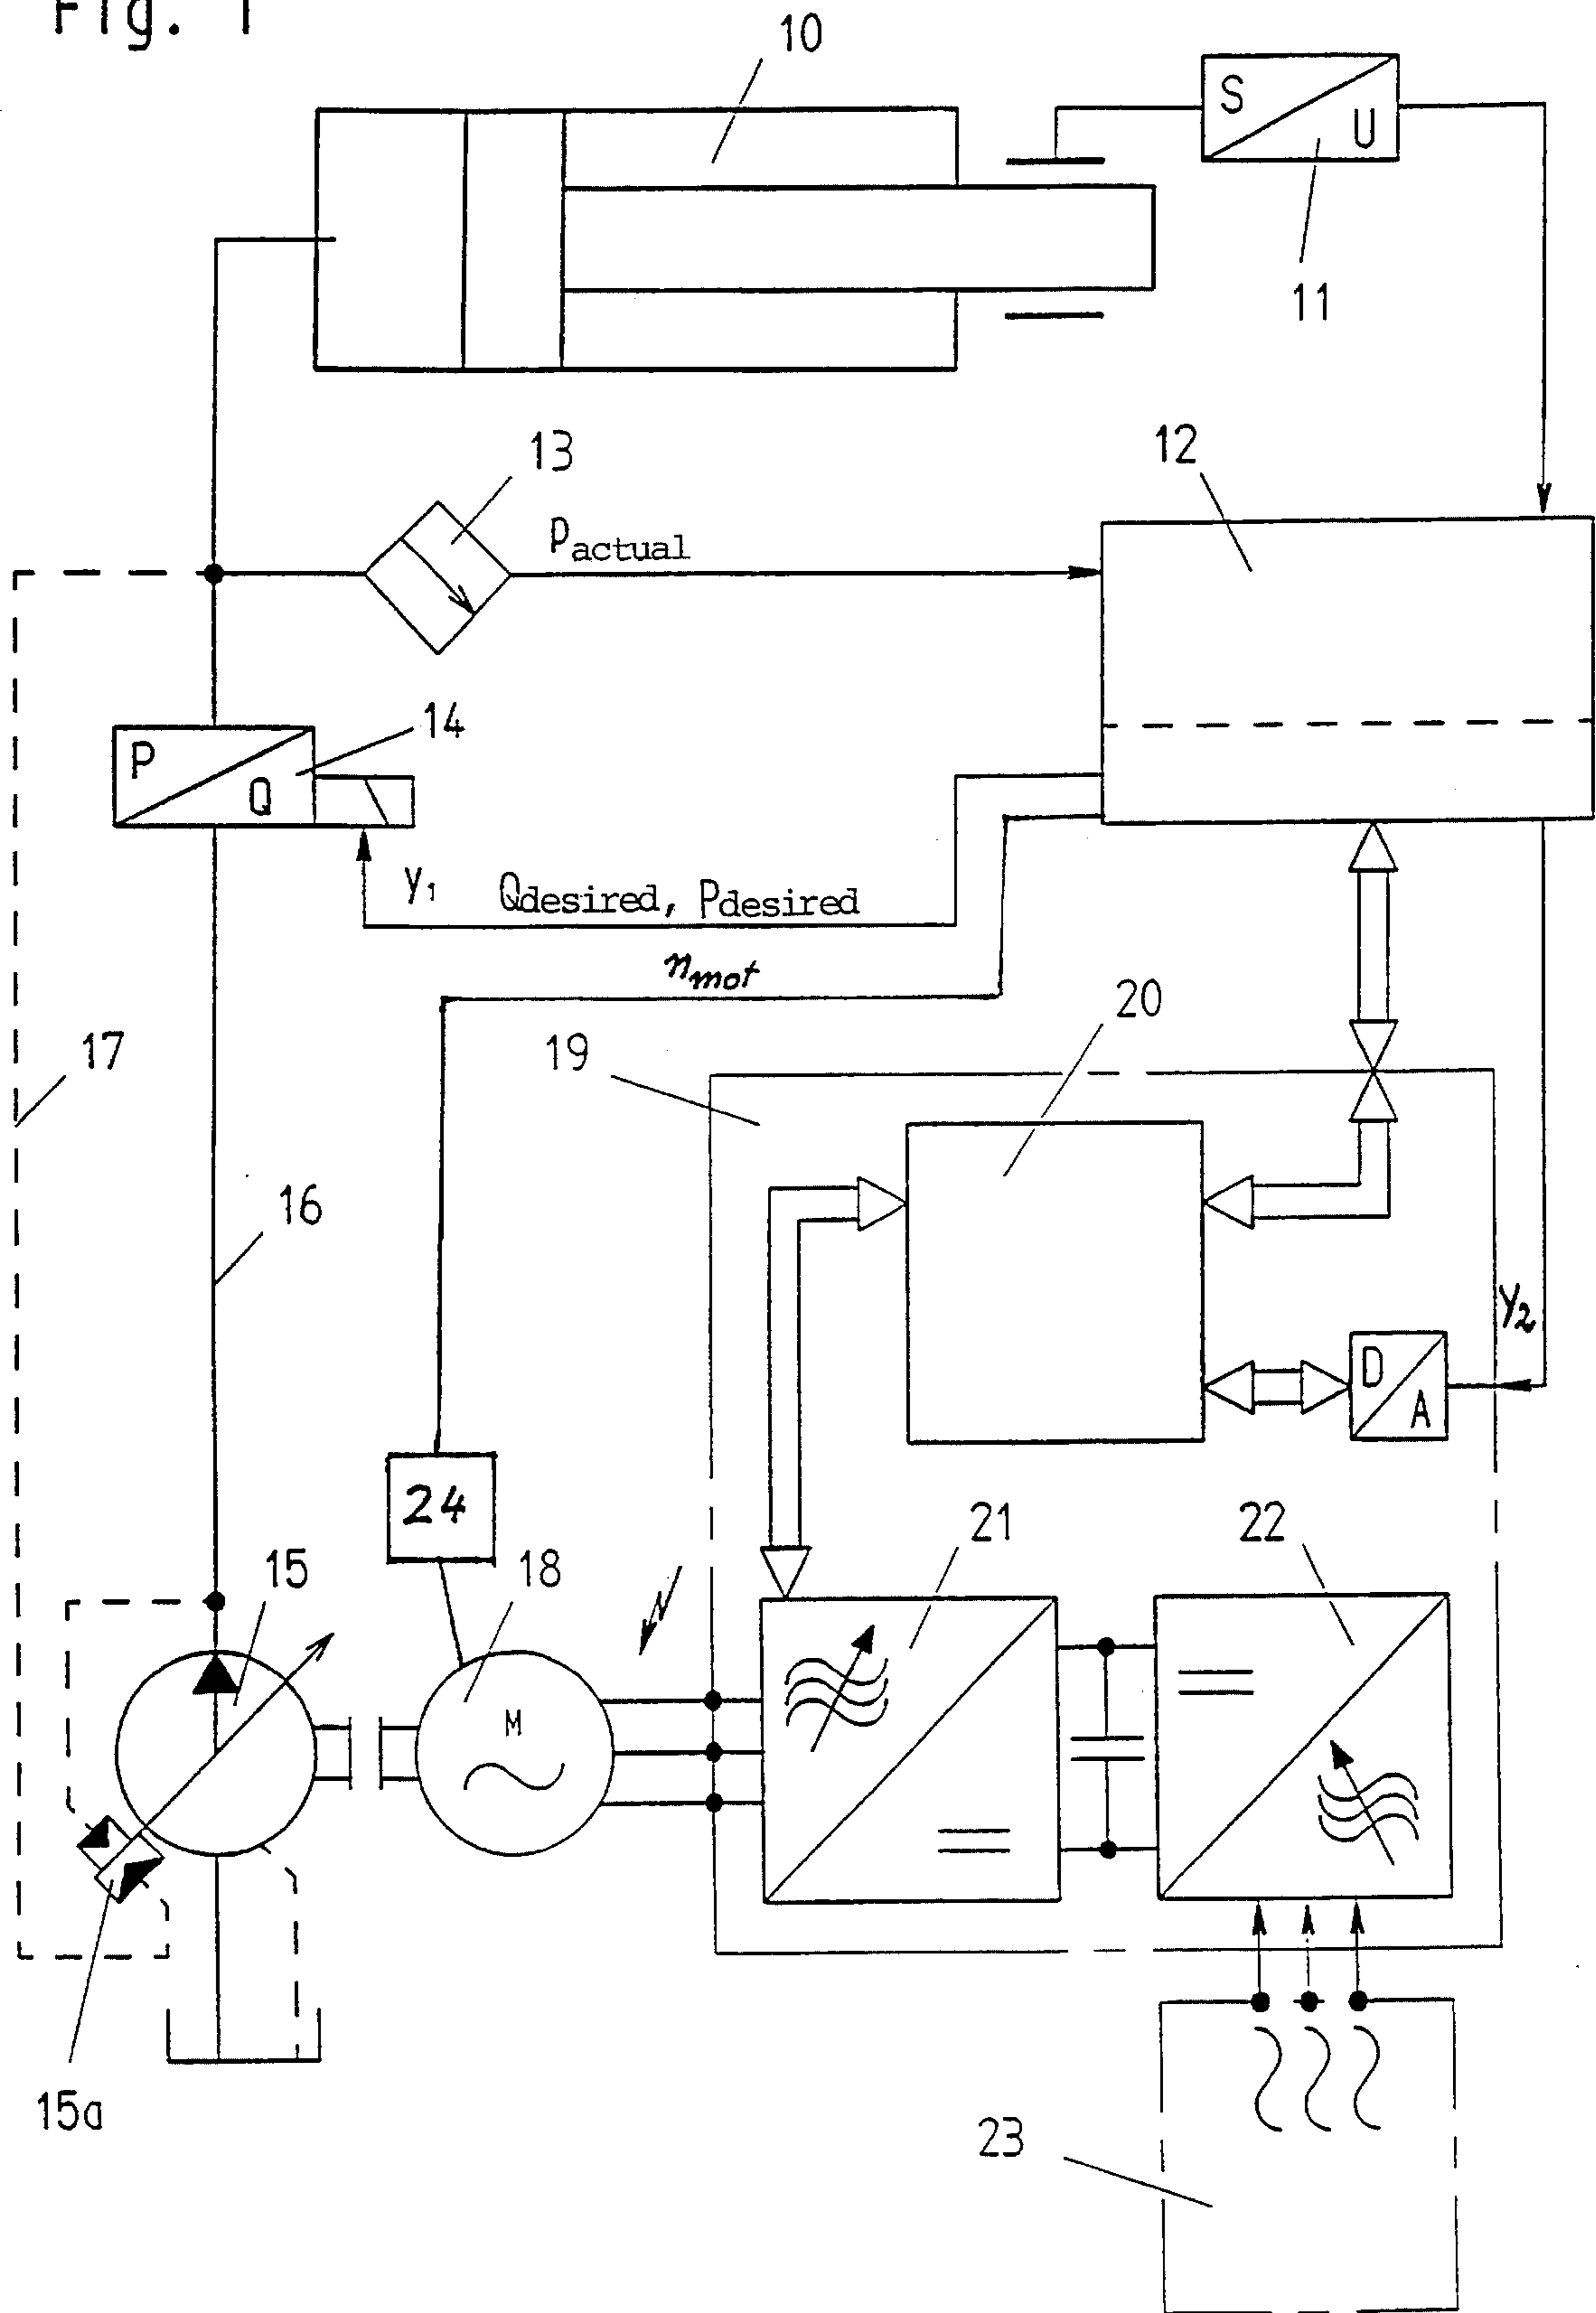 Fig. 1
10
S
U
11
13
12
Pactual
14
P
Q
y1
Qdesired, Pdesired
nmot
17
19
20
16
y2
D
A
24
21
22
15
18
M
15a
23